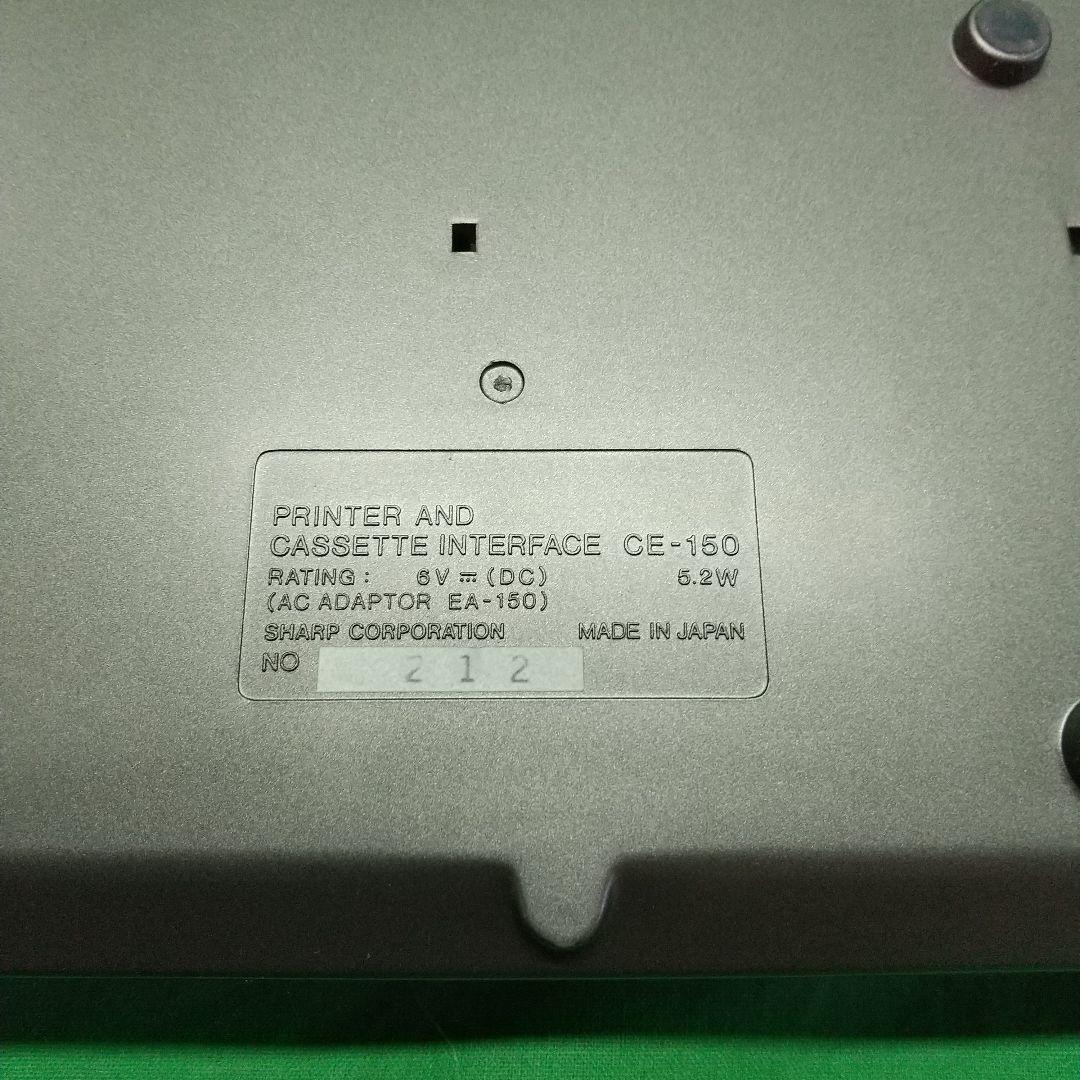 PRINTER AND
CASSETTE INTERFACE CE-150
RATING: 6V ⎓ (DC) 5.2W
(AC ADAPTOR EA-150)
SHARP CORPORATION MADE IN JAPAN
NO 212